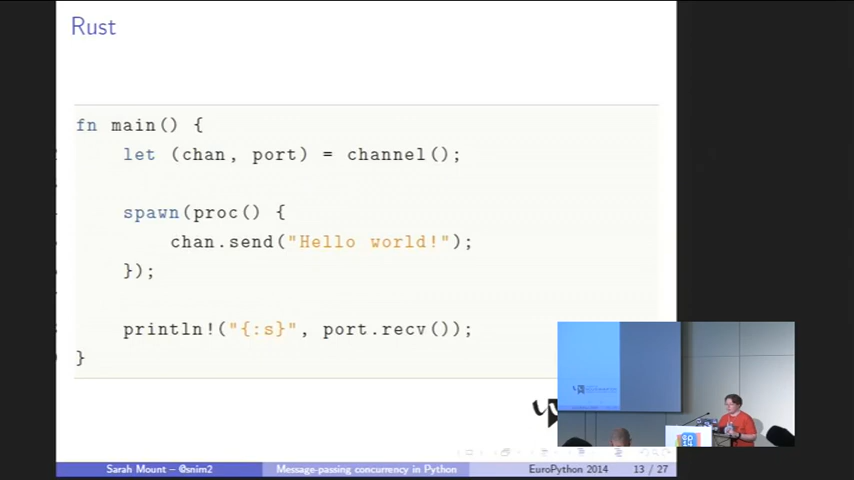 Rust
fn main() {
let (chan, port) = channel();
spawn(proc() {
chan.send("Hello world!");
});
println!("{:s}", port.recv());
}
Sarah Mount – @snim2
Message-passing concurrency in Python
EuroPython 2014
13 / 27